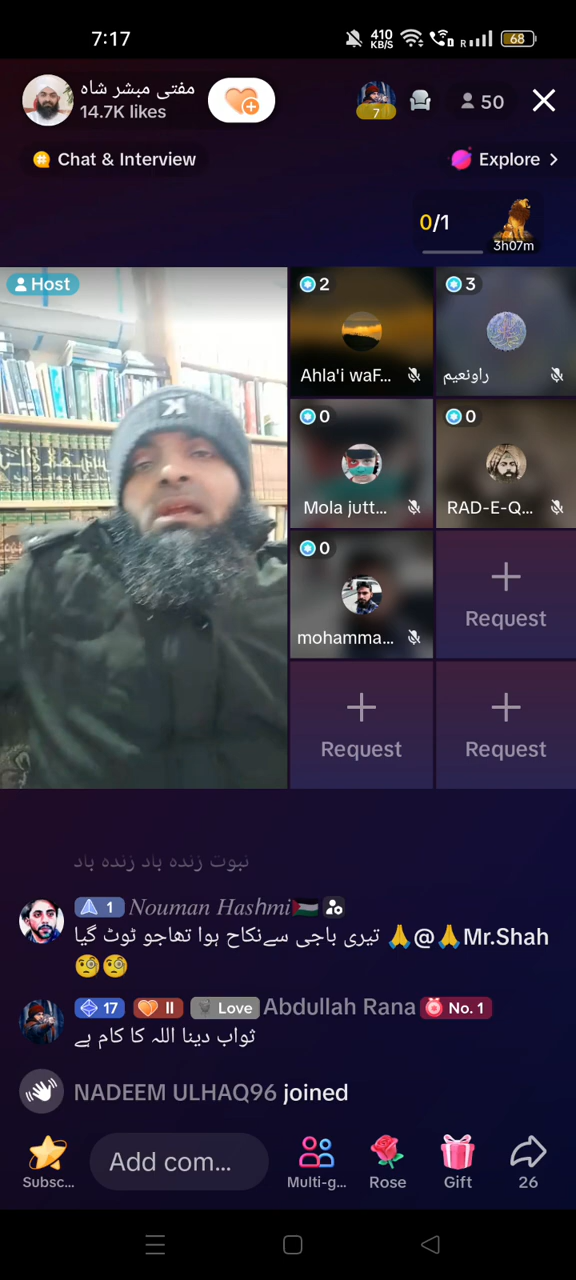 7:17
410
KB/S
R
68
مفتی مبشر شاہ
14.7K likes
7
50
Chat & Interview
Explore
0/1
3h07m
Host
2
Ahla'i waF...
3
راونعیم
0
Mola jutt...
0
RAD-E-Q...
0
mohamma...
Request
Request
Request
نبوت زندہ باد زندہ باد
1 Nouman Hashmi
تیری باجی سےنکاح ہوا تھاجو ٹوٹ گیا 🙏@🙏Mr.Shah
🧐🧐
17 II Love Abdullah Rana No. 1
ثواب دینا اللہ کا کام ہے
NADEEM ULHAQ96 joined
Subsc...
Add com...
Multi-g...
Rose
Gift
26